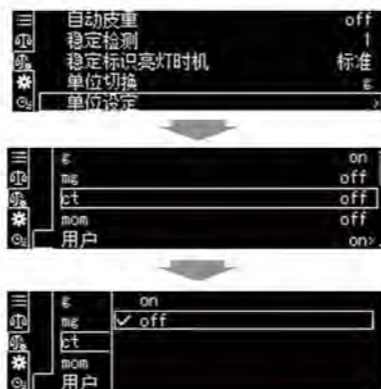 自动皮重 off
稳定检测 1
稳定标识亮灯时机 标准
单位切换 g
单位设定 >
g on
mg off
ct off
mom off
用户 on>
g on
mg ✓ off
ct
mom
用户